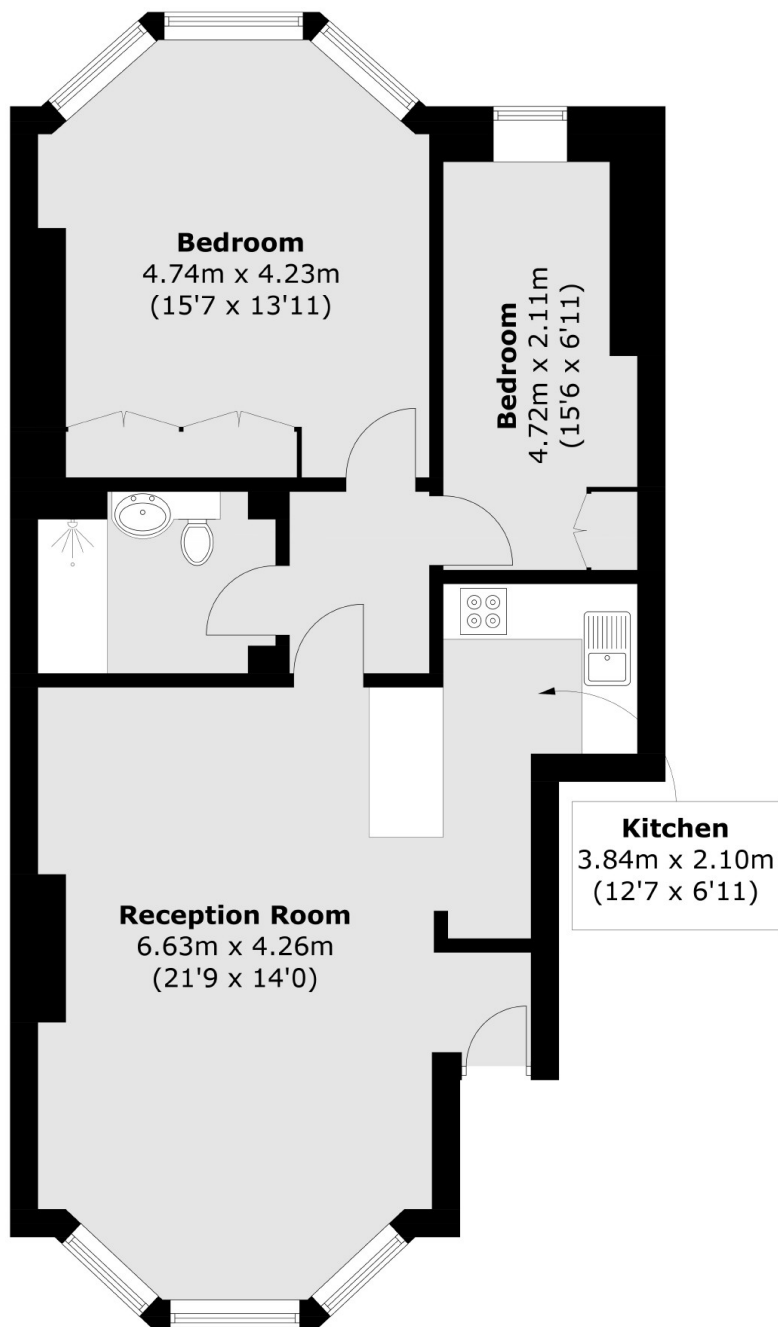 Bedroom
4.74m x 4.23m
(15'7 x 13'11)
Bedroom
4.72m x 2.11m
(15'6 x 6'11)
Kitchen
3.84m x 2.10m
(12'7 x 6'11)
Reception Room
6.63m x 4.26m
(21'9 x 14'0)